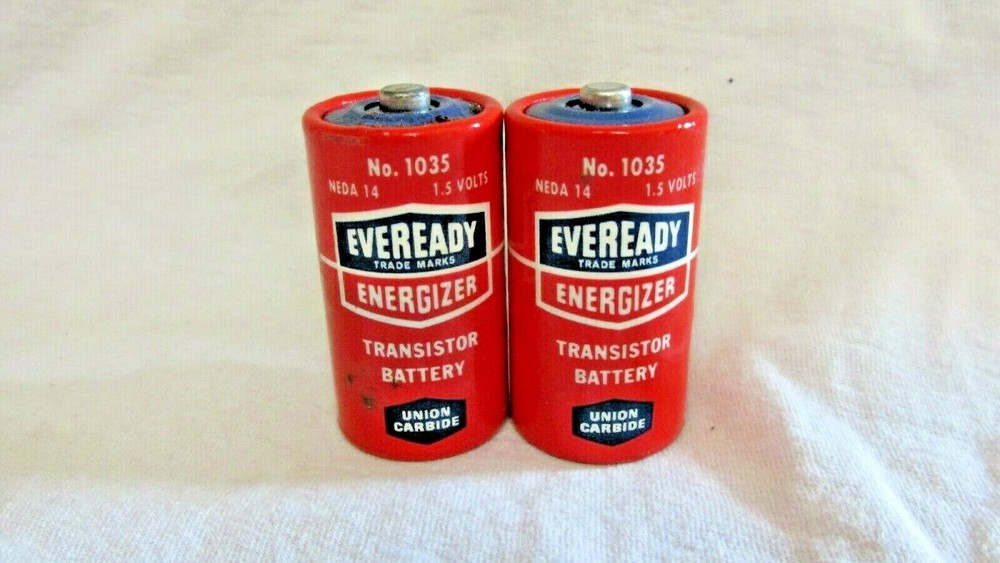 No. 1035
NEDA 14 1.5 VOLTS
EVEREADY
TRADE MARKS
ENERGIZER
TRANSISTOR
BATTERY
UNION
CARBIDE
No. 1035
NEDA 14 1.5 VOLTS
EVEREADY
TRADE MARKS
ENERGIZER
TRANSISTOR
BATTERY
UNION
CARBIDE